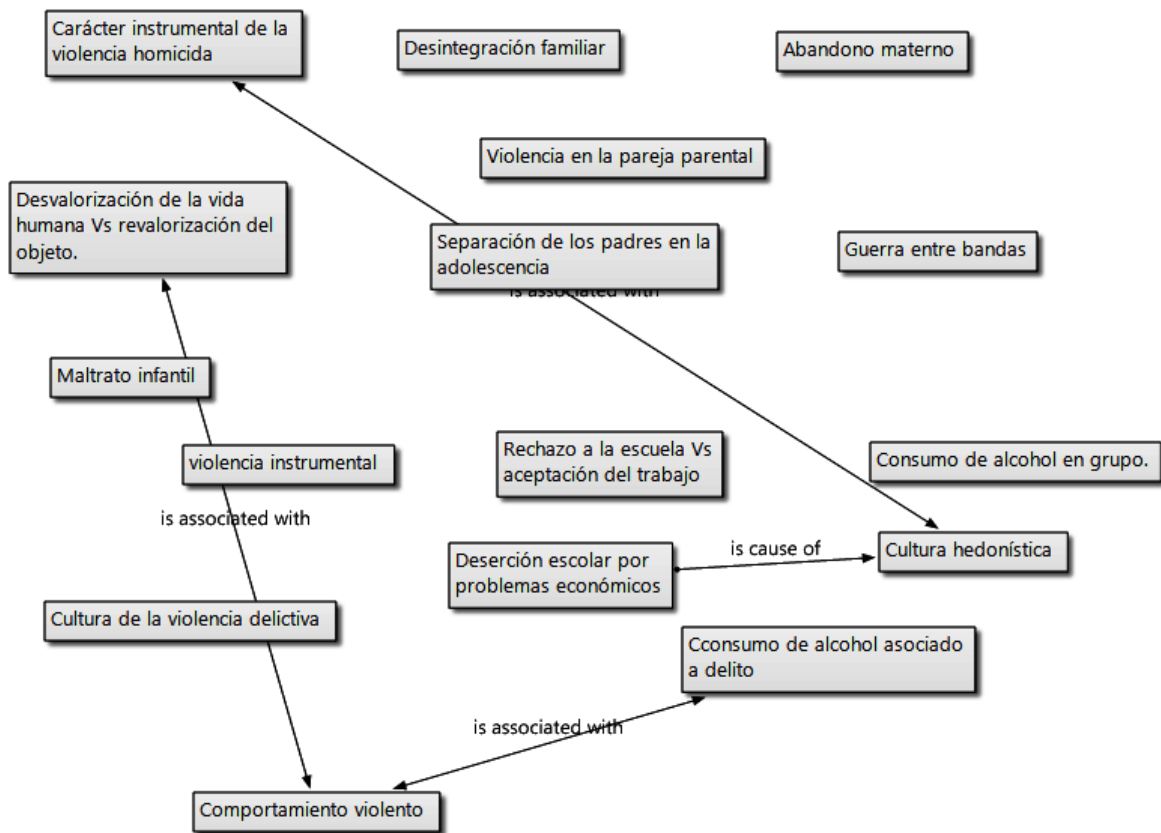 Carácter instrumental de la
violencia homicida
Desintegración familiar
Abandono materno
Violencia en la pareja parental
Desvalorización de la vida
humana Vs revalorización del
objeto.
Separación de los padres en la
adolescencia
Guerra entre bandas
is associated with
Maltrato infantil
violencia instrumental
Rechazo a la escuela Vs
aceptación del trabajo
Consumo de alcohol en grupo.
is associated with
Deserción escolar por
problemas económicos
is cause of
Cultura hedonística
Cultura de la violencia delictiva
Cconsumo de alcohol asociado
a delito
is associated with
Comportamiento violento